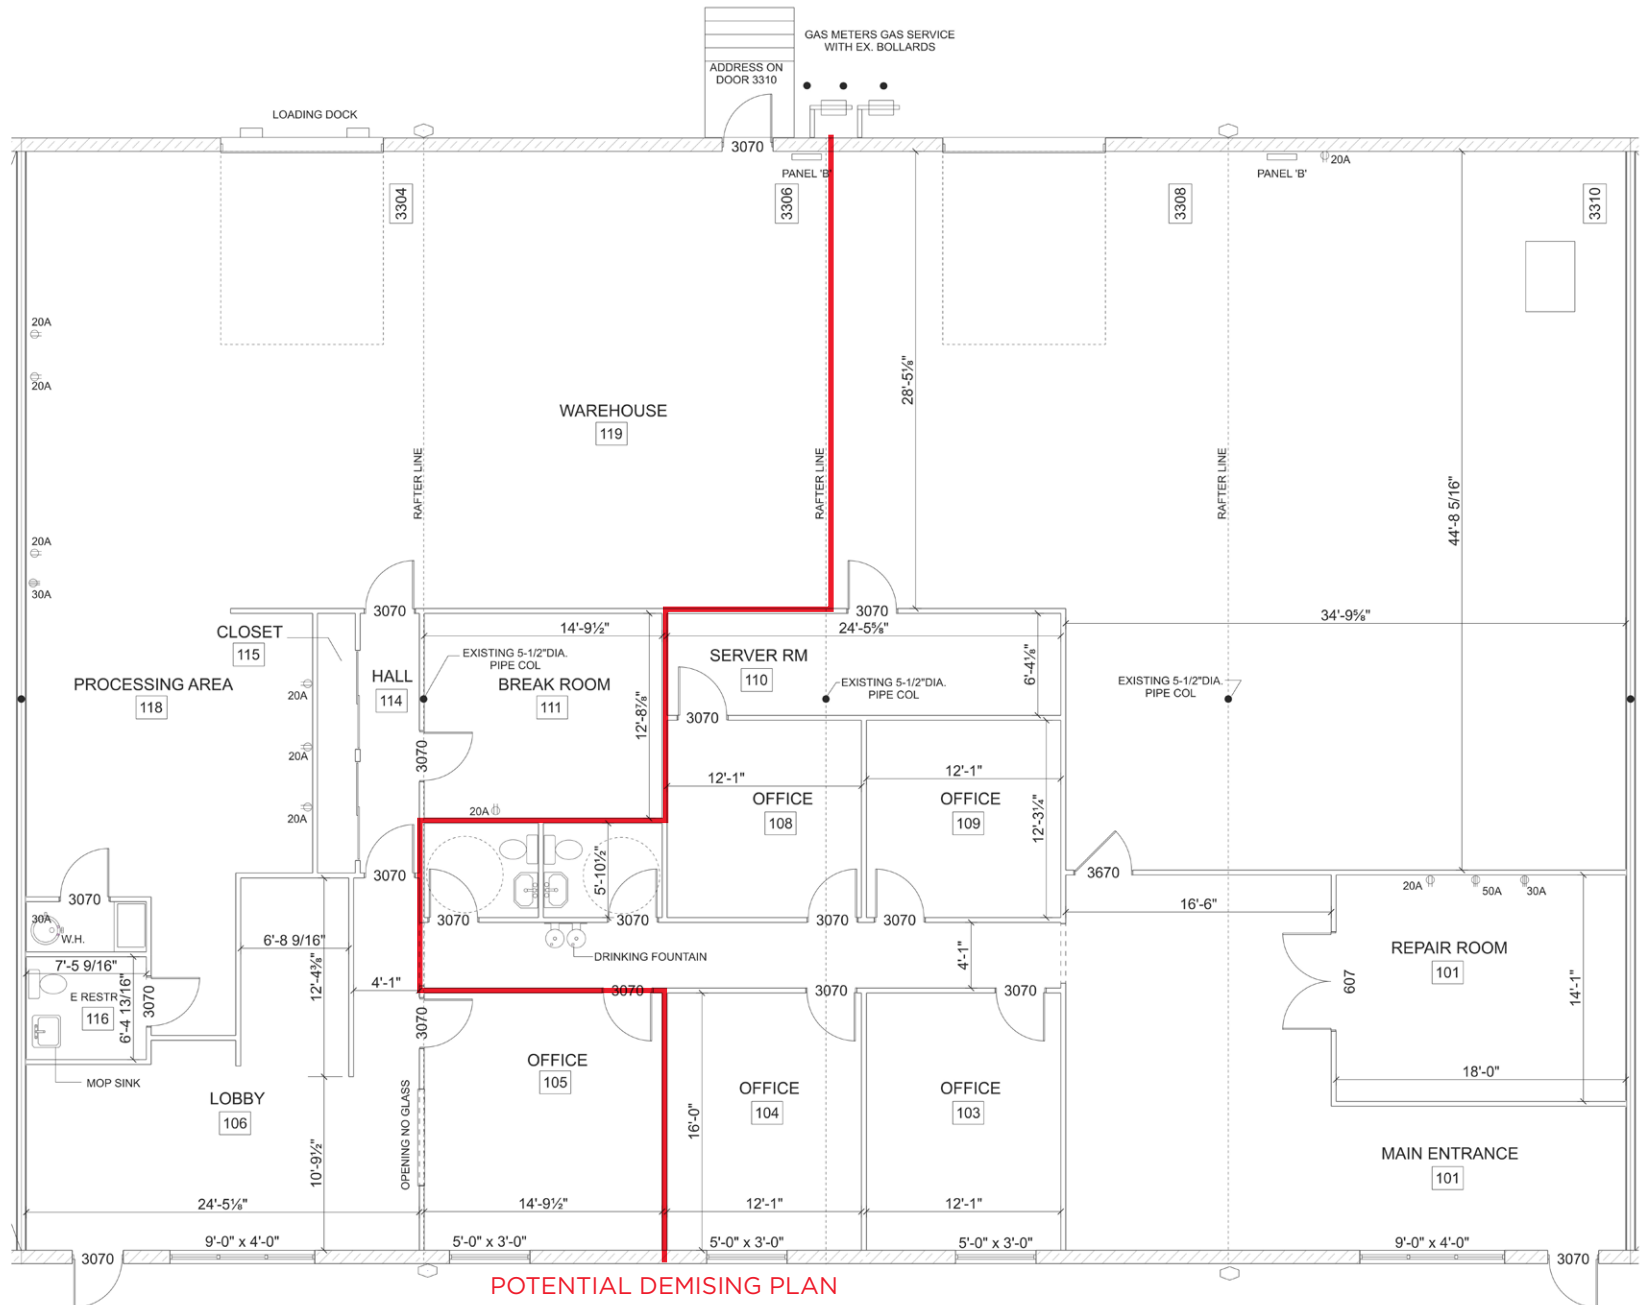 GAS METERS GAS SERVICE
WITH EX. BOLLARDS
ADDRESS ON
DOOR 3310
LOADING DOCK
3070
PANEL 'B'
PANEL 'B'
20A
3304
3306
3308
3310
20A
20A
28'-5⅛"
WAREHOUSE
119
RAFTER LINE
RAFTER LINE
RAFTER LINE
44'-8 5/16"
20A
30A
3070
3070
14'-9½"
24'-5⅝"
34'-9⅝"
CLOSET
115
EXISTING 5-1/2"DIA.
PIPE COL
SERVER RM
110
6'-4⅛"
HALL
114
PROCESSING AREA
118
BREAK ROOM
111
EXISTING 5-1/2"DIA.
PIPE COL
EXISTING 5-1/2"DIA.
PIPE COL
20A
12'-8⅞"
3070
3070
20A
12'-1"
12'-1"
OFFICE
108
OFFICE
109
12'-3¼"
20A
20A
5'-10½"
3070
3670
3070
20A
50A
30A
16'-6"
30A
W.H.
3070
3070
3070
3070
6'-8 9/16"
DRINKING FOUNTAIN
4'-1"
REPAIR ROOM
101
7'-5 9/16"
12'-4⅜"
4'-1"
607
14'-1"
E RESTR
116
6'-4 13/16"
3070
3070
3070
3070
3070
MOP SINK
OFFICE
105
18'-0"
LOBBY
106
OFFICE
104
OFFICE
103
OPENING NO GLASS
16'-0"
10'-9½"
MAIN ENTRANCE
101
24'-5⅛"
14'-9½"
12'-1"
12'-1"
9'-0" x 4'-0"
5'-0" x 3'-0"
5'-0" x 3'-0"
5'-0" x 3'-0"
9'-0" x 4'-0"
3070
3070
POTENTIAL DEMISING PLAN